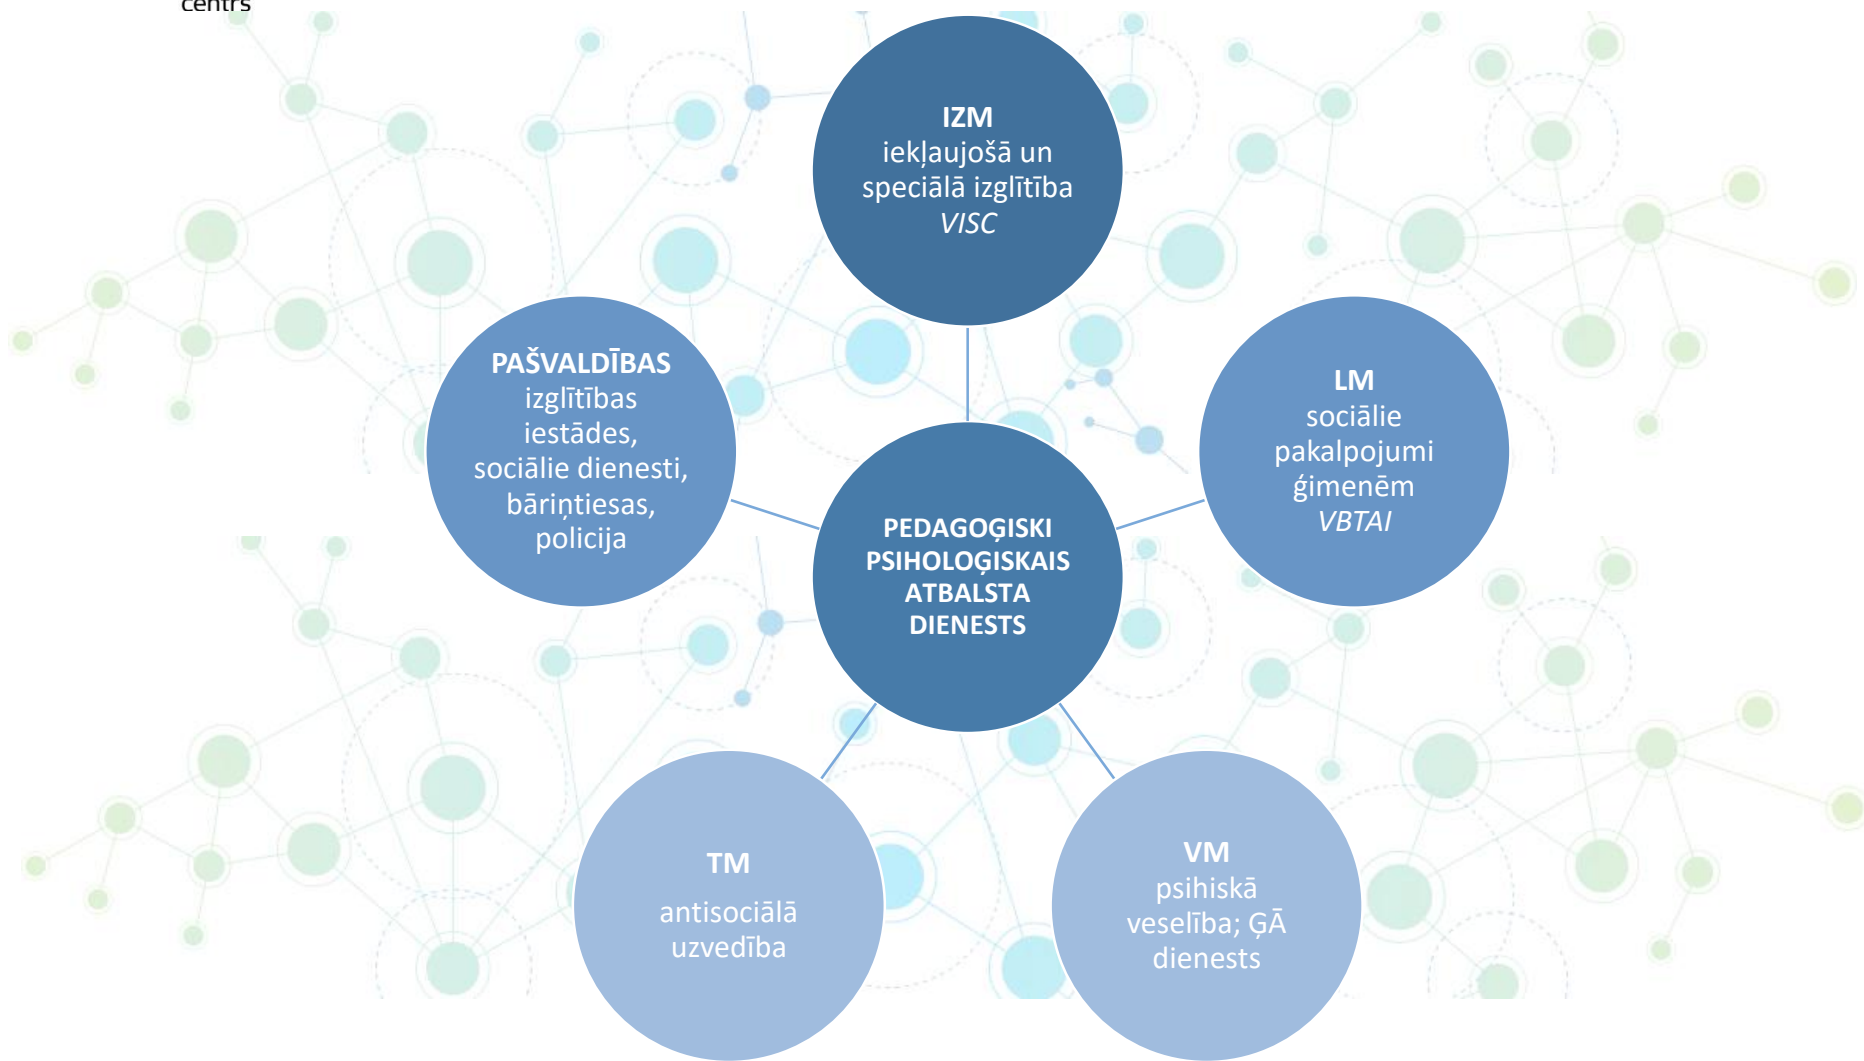 centrs
IZM
iekļaujošā un
speciālā izglītība
VISC
PAŠVALDĪBAS
izglītības
iestādes,
sociālie dienesti,
bāriņtiesas,
policija
LM
sociālie
pakalpojumi
ģimenēm
VBTAI
PEDAGOĢISKI
PSIHOLOĢISKAIS
ATBALSTA
DIENESTS
TM
antisociālā
uzvedība
VM
psihiskā
veselība; ĢĀ
dienests